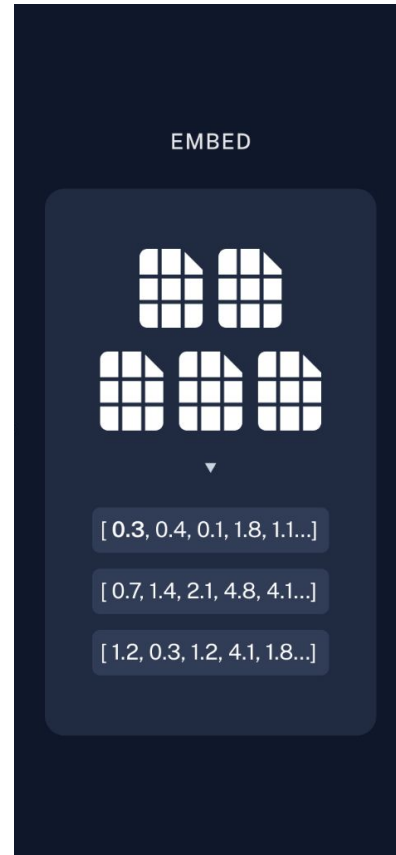 EMBED
[ 0.3, 0.4, 0.1, 1.8, 1.1...]
[ 0.7, 1.4, 2.1, 4.8, 4.1...]
[ 1.2, 0.3, 1.2, 4.1, 1.8...]